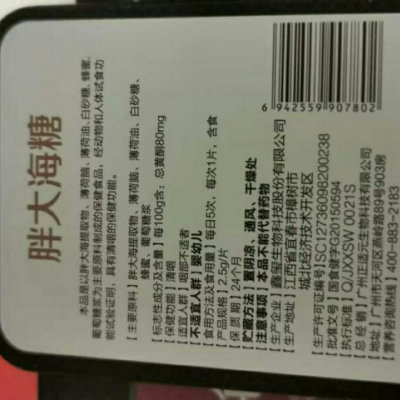 胖大海糖
本品是以胖大海提取物、薄荷脑、薄荷油、白砂糖、蜂蜜、
葡萄糖浆为主要原料制成的保健食品，经动物和人体试食功
能试验证明，具有清咽的保健功能。
【主要原料】胖大海提取物、薄荷脑、薄荷油、白砂糖、
蜂蜜、葡萄糖浆
【标志性成分及含量】每100g含：总黄酮80mg
【保健功能】清咽
【适宜人群】咽部不适者
【不适宜人群】婴幼儿
【食用方法及食用量】每日5次，每次1片，含食
【产品规格】2.5g/片
【保质期】24个月
【贮藏方法】置阴凉、通风、干燥处
【注意事项】本品不能代替药物
【生产企业】鑫玺生物科技股份有限公司
【生产地址】江西省宜春市樟树市
城北经济技术开发区
【生产许可证编号】SC12736098200238
【批准文号】国食健字G20150594
【执行标准】Q/JXXSW 0021S
【总经销】广州正适云生物科技有限公司
【地址】广州市天河区燕岭路89号903房
【营养咨询热线】400-883-2183
6942559907802